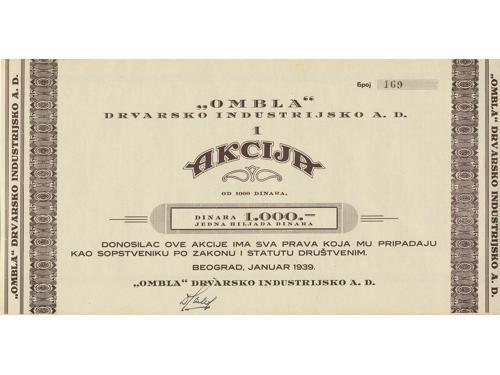 Број 169
„OMBLA“
DRVARSKO INDUSTRIJSKO A. D.
1
AKCIJA
OD 1000 DINARA.
DINARA 1.000.–
JEDNA HILJADA DINARA
DONOSILAC OVE AKCIJE IMA SVA PRAVA KOJA MU PRIPADAJU
KAO SOPSTVENIKU PO ZAKONU I STATUTU DRUŠTVENIM.
BEOGRAD, JANUAR 1939.
„OMBLA“ DRVARSKO INDUSTRIJSKO A. D.
„OMBLA“ DRVARSKO INDUSTRIJSKO A. D.
„OMBLA“ DRVARSKO INDUSTRIJSKO A. D.